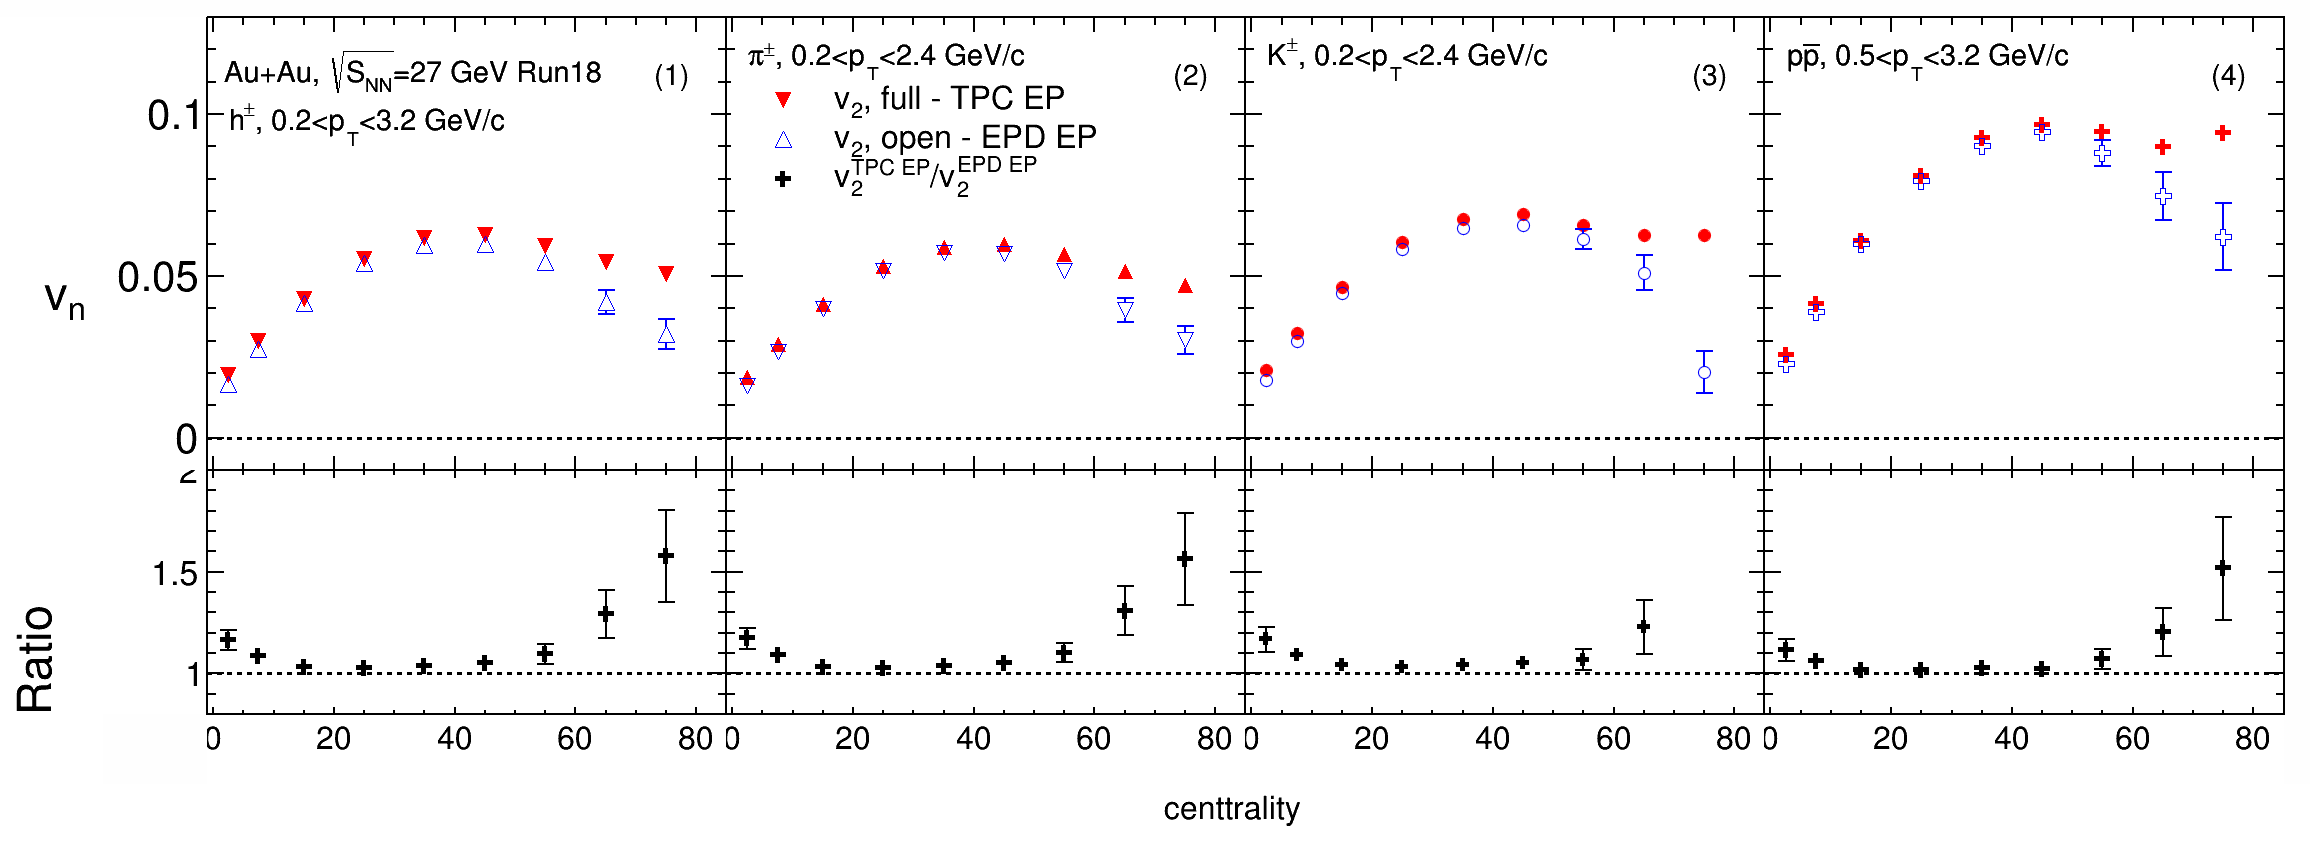 Au+Au, √S_NN=27 GeV Run18 (1)
h±, 0.2<p_T<3.2 GeV/c
π±, 0.2<p_T<2.4 GeV/c
(2)
v_2, full - TPC EP
v_2, open - EPD EP
v_2^TPC EP/v_2^EPD EP
K±, 0.2<p_T<2.4 GeV/c
(3)
pp̅, 0.5<p_T<3.2 GeV/c
(4)
0.1
0.05
0
v_n
2
1.5
1
Ratio
0 20 40 60 80 0 20 40 60 80 0 20 40 60 80 0 20 40 60 80
centtrality